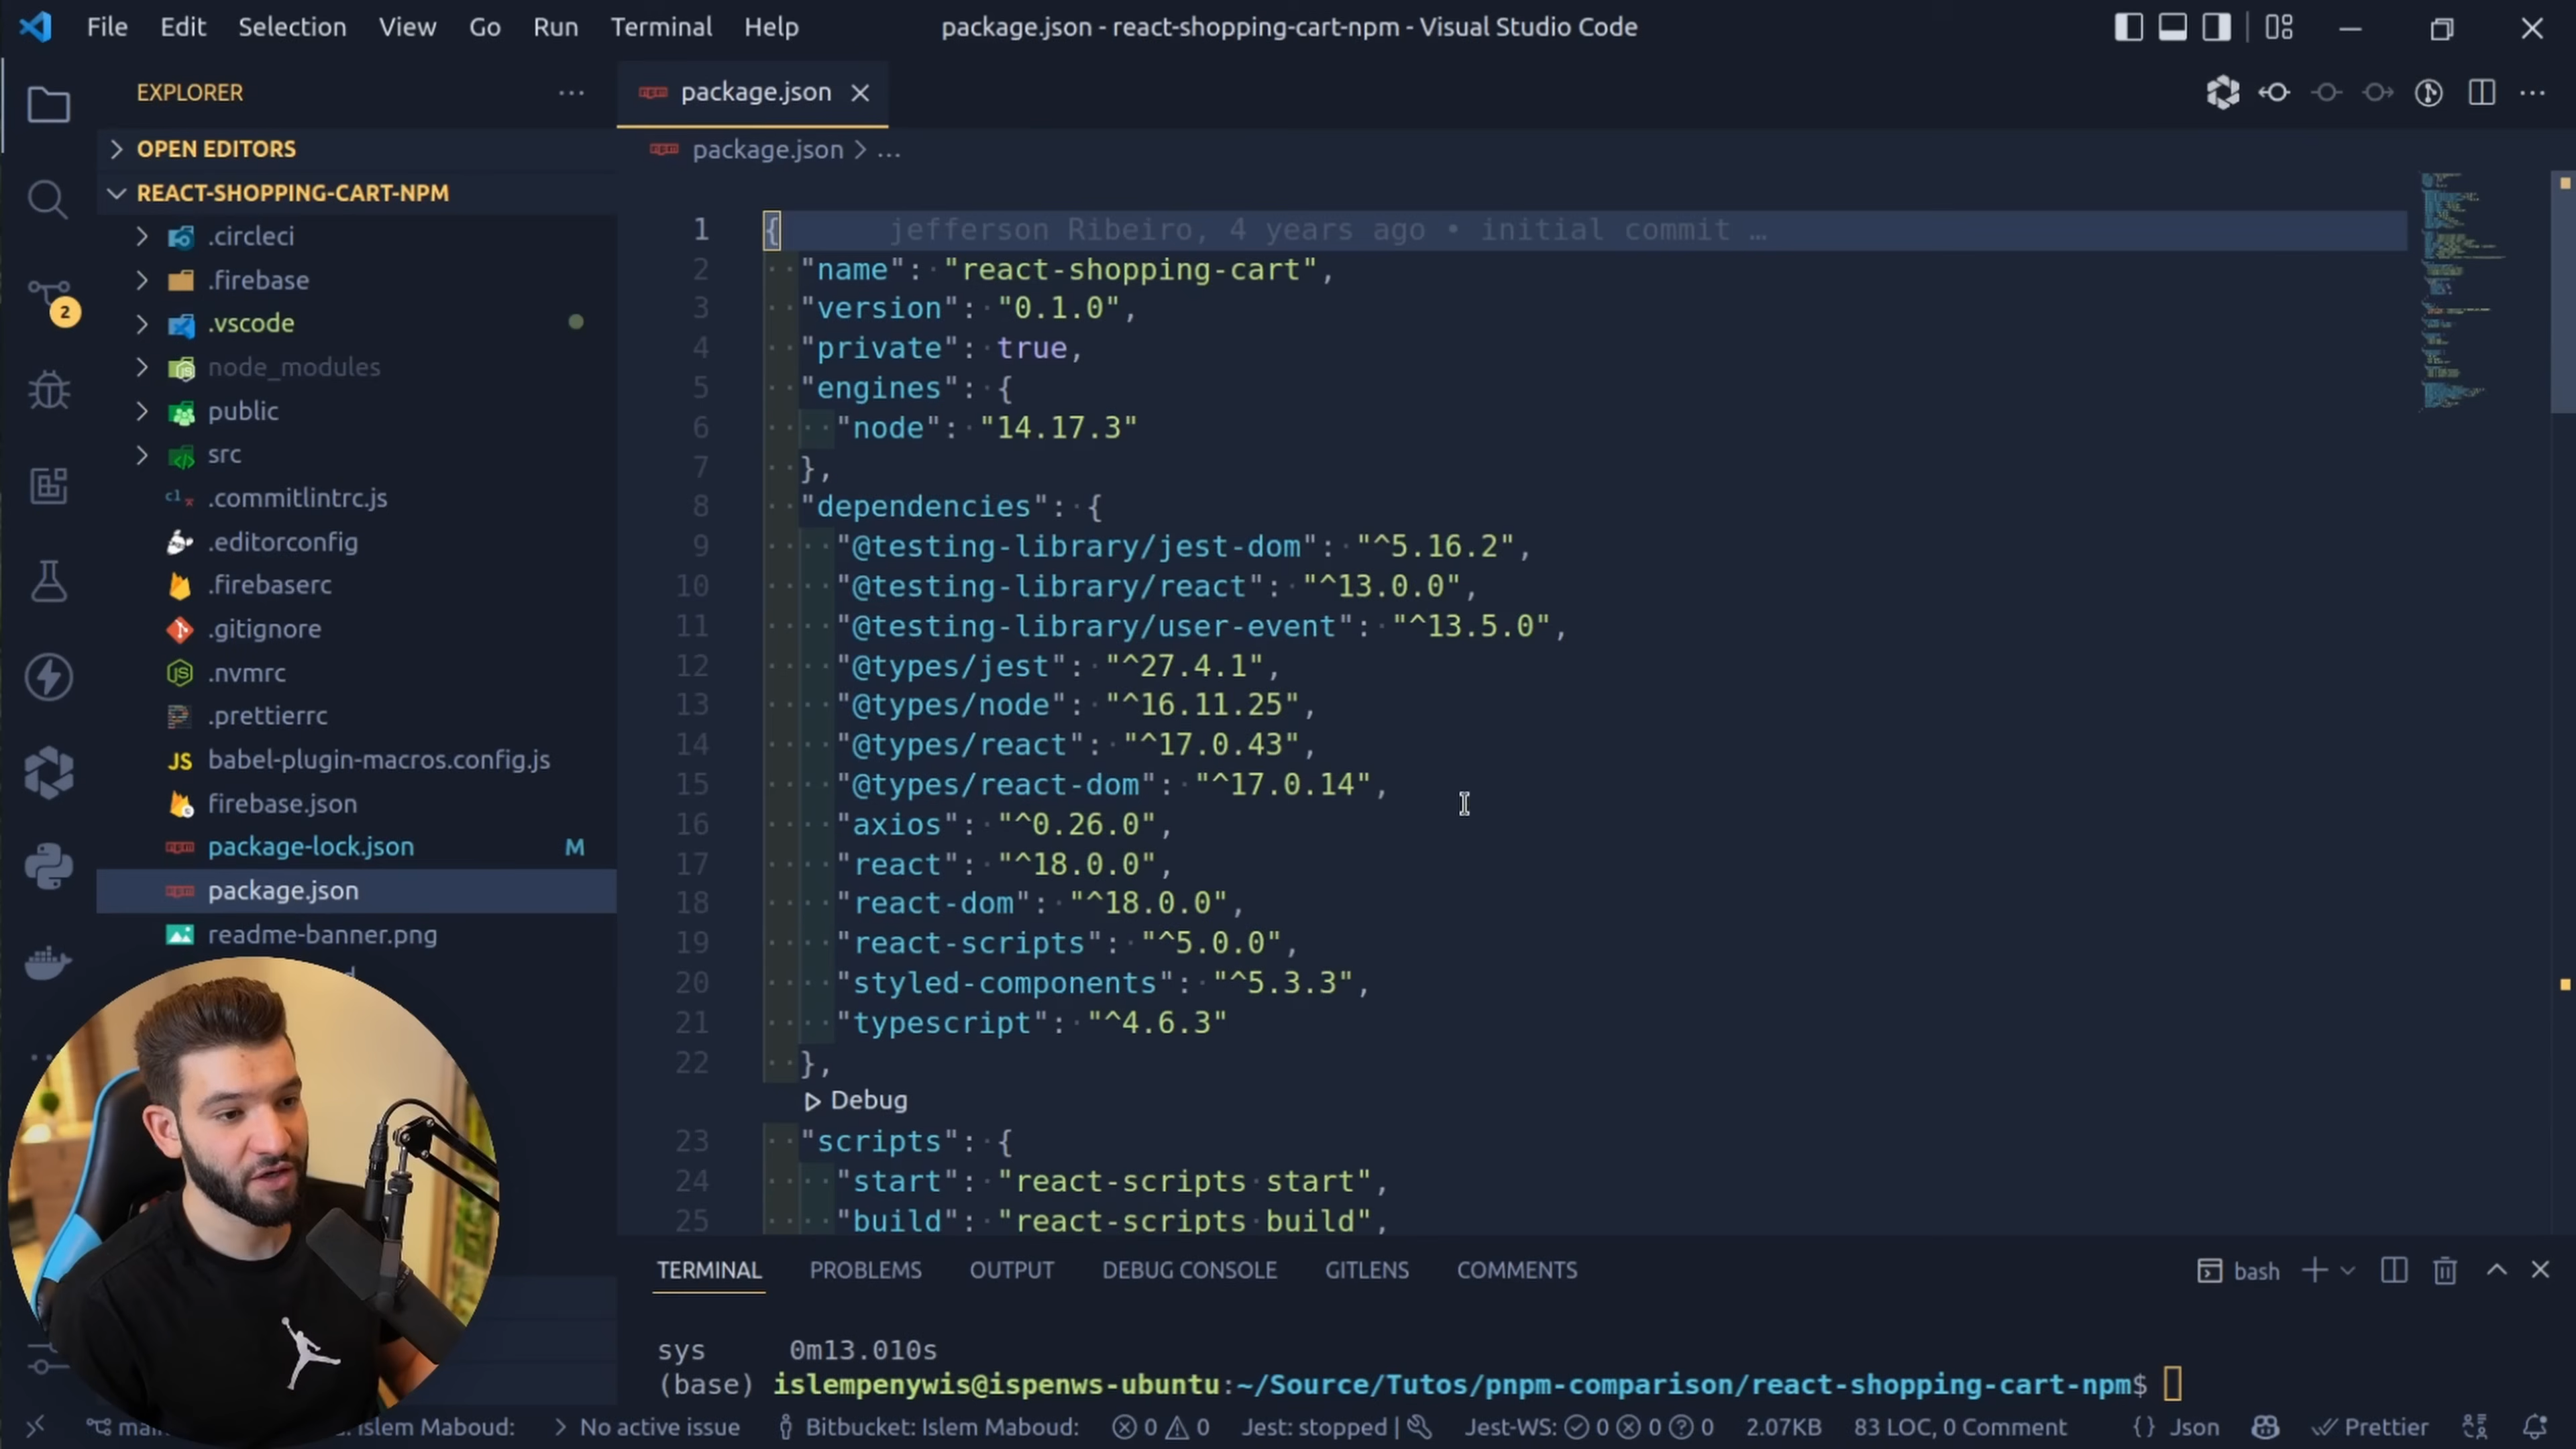 File Edit Selection View Go Run Terminal Help
package.json - react-shopping-cart-npm - Visual Studio Code
EXPLORER
OPEN EDITORS
REACT-SHOPPING-CART-NPM
.circleci
.firebase
.vscode
node_modules
public
src
.commitlintrc.js
.editorconfig
.firebaserc
.gitignore
.nvmrc
.prettierrc
babel-plugin-macros.config.js
firebase.json
package-lock.json M
package.json
readme-banner.png
2
package.json
package.json > ...
1 { jefferson Ribeiro, 4 years ago • initial commit …
2 "name": "react-shopping-cart",
3 "version": "0.1.0",
4 "private": true,
5 "engines": {
6 "node": "14.17.3"
7 },
8 "dependencies": {
9 "@testing-library/jest-dom": "^5.16.2",
10 "@testing-library/react": "^13.0.0",
11 "@testing-library/user-event": "^13.5.0",
12 "@types/jest": "^27.4.1",
13 "@types/node": "^16.11.25",
14 "@types/react": "^17.0.43",
15 "@types/react-dom": "^17.0.14",
16 "axios": "^0.26.0",
17 "react": "^18.0.0",
18 "react-dom": "^18.0.0",
19 "react-scripts": "^5.0.0",
20 "styled-components": "^5.3.3",
21 "typescript": "^4.6.3"
22 },
Debug
23 "scripts": {
24 "start": "react-scripts start",
25 "build": "react-scripts build",
TERMINAL PROBLEMS OUTPUT DEBUG CONSOLE GITLENS COMMENTS
bash
sys 0m13.010s
(base) islempenywis@ispenws-ubuntu:~/Source/Tutos/pnpm-comparison/react-shopping-cart-npm$
Islem Maboud: No active issue Bitbucket: Islem Maboud: 0 0 Jest: stopped | Jest-WS: 0 0 0 2.07KB 83 LOC, 0 Comment {} Json Prettier